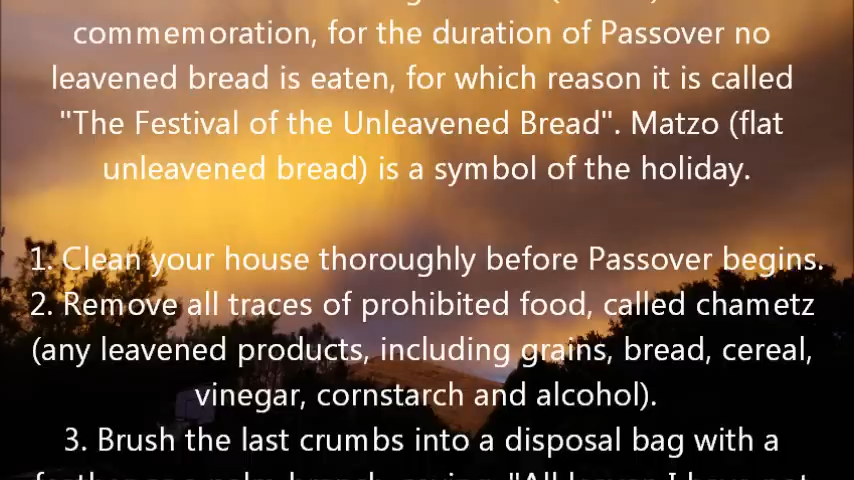 commemoration, for the duration of Passover no
leavened bread is eaten, for which reason it is called
"The Festival of the Unleavened Bread". Matzo (flat
unleavened bread) is a symbol of the holiday.
1. Clean your house thoroughly before Passover begins.
2. Remove all traces of prohibited food, called chametz
(any leavened products, including grains, bread, cereal,
vinegar, cornstarch and alcohol).
3. Brush the last crumbs into a disposal bag with a